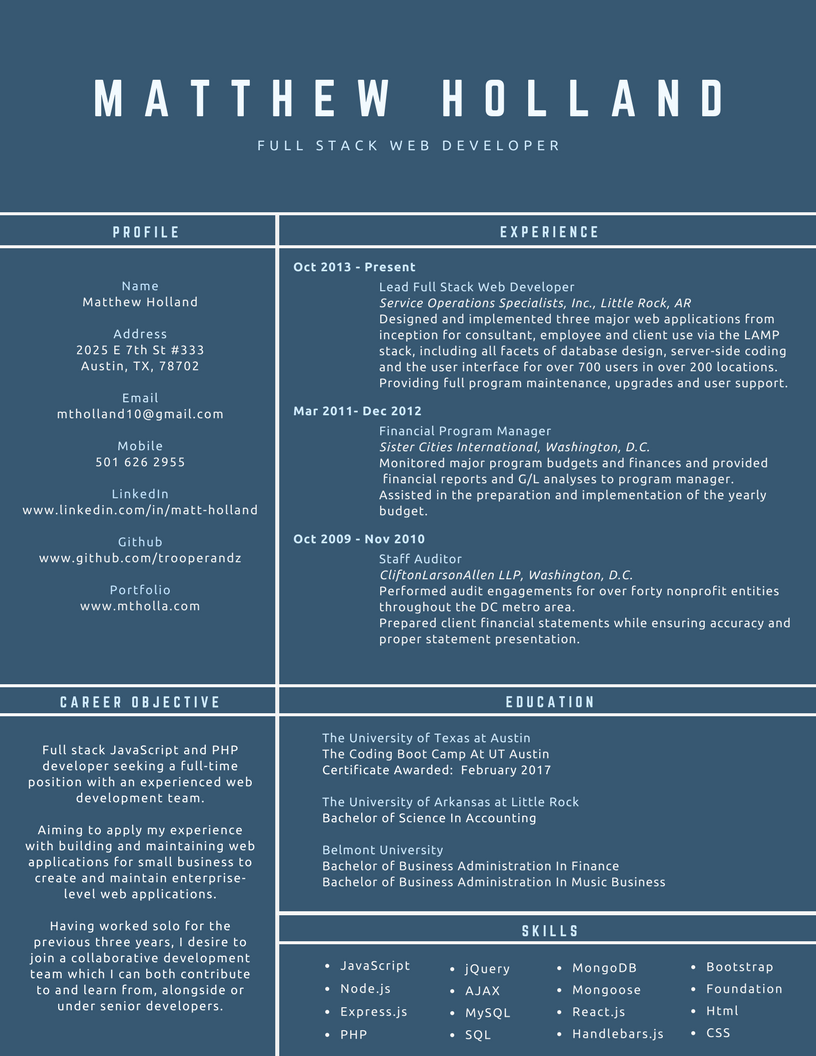 MATTHEW HOLLAND
FULL STACK WEB DEVELOPER
PROFILE
Name
Matthew Holland
Address
2025 E 7th St #333
Austin, TX, 78702
Email
mtholland10@gmail.com
Mobile
501 626 2955
LinkedIn
www.linkedin.com/in/matt-holland
Github
www.github.com/trooperandz
Portfolio
www.mtholla.com
EXPERIENCE
Oct 2013 - Present
Lead Full Stack Web Developer
Service Operations Specialists, Inc., Little Rock, AR
Designed and implemented three major web applications from
inception for consultant, employee and client use via the LAMP
stack, including all facets of database design, server-side coding
and the user interface for over 700 users in over 200 locations.
Providing full program maintenance, upgrades and user support.
Mar 2011- Dec 2012
Financial Program Manager
Sister Cities International, Washington, D.C.
Monitored major program budgets and finances and provided
financial reports and G/L analyses to program manager.
Assisted in the preparation and implementation of the yearly
budget.
Oct 2009 - Nov 2010
Staff Auditor
CliftonLarsonAllen LLP, Washington, D.C.
Performed audit engagements for over forty nonprofit entities
throughout the DC metro area.
Prepared client financial statements while ensuring accuracy and
proper statement presentation.
CAREER OBJECTIVE
Full stack JavaScript and PHP
developer seeking a full-time
position with an experienced web
development team.
Aiming to apply my experience
with building and maintaining web
applications for small business to
create and maintain enterprise-
level web applications.
Having worked solo for the
previous three years, I desire to
join a collaborative development
team which I can both contribute
to and learn from, alongside or
under senior developers.
EDUCATION
The University of Texas at Austin
The Coding Boot Camp At UT Austin
Certificate Awarded:  February 2017
The University of Arkansas at Little Rock
Bachelor of Science In Accounting
Belmont University
Bachelor of Business Administration In Finance
Bachelor of Business Administration In Music Business
SKILLS
• JavaScript
• Node.js
• Express.js
• PHP
• jQuery
• AJAX
• MySQL
• SQL
• MongoDB
• Mongoose
• React.js
• Handlebars.js
• Bootstrap
• Foundation
• Html
• CSS